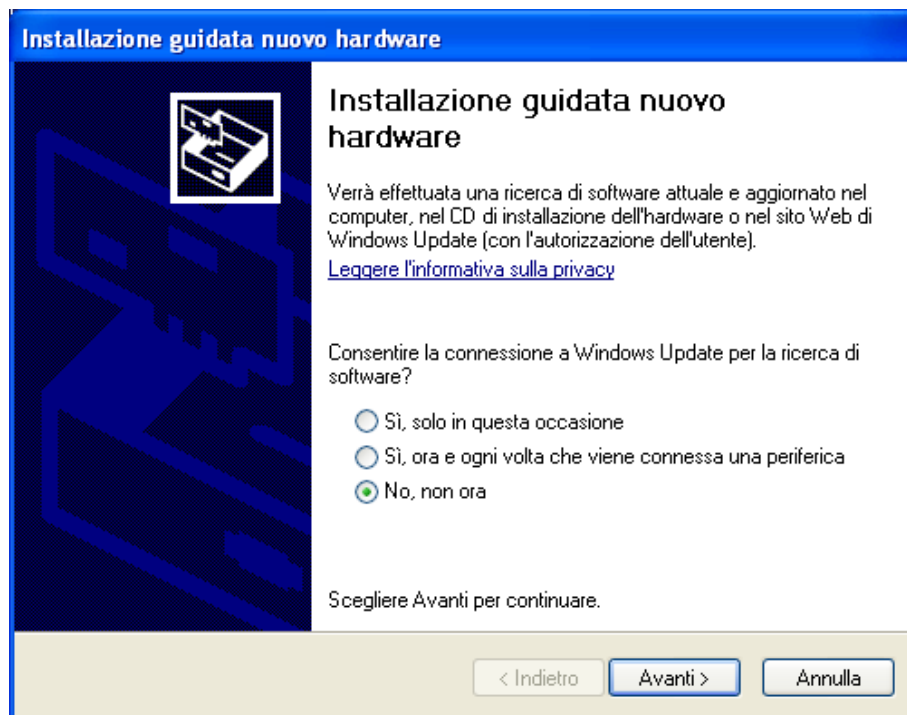 Installazione guidata nuovo hardware
Installazione guidata nuovo
hardware
Verrà effettuata una ricerca di software attuale e aggiornato nel
computer, nel CD di installazione dell'hardware o nel sito Web di
Windows Update (con l'autorizzazione dell'utente).
Leggere l'informativa sulla privacy
Consentire la connessione a Windows Update per la ricerca di
software?
Sì, solo in questa occasione
Sì, ora e ogni volta che viene connessa una periferica
No, non ora
Scegliere Avanti per continuare.
< Indietro Avanti > Annulla